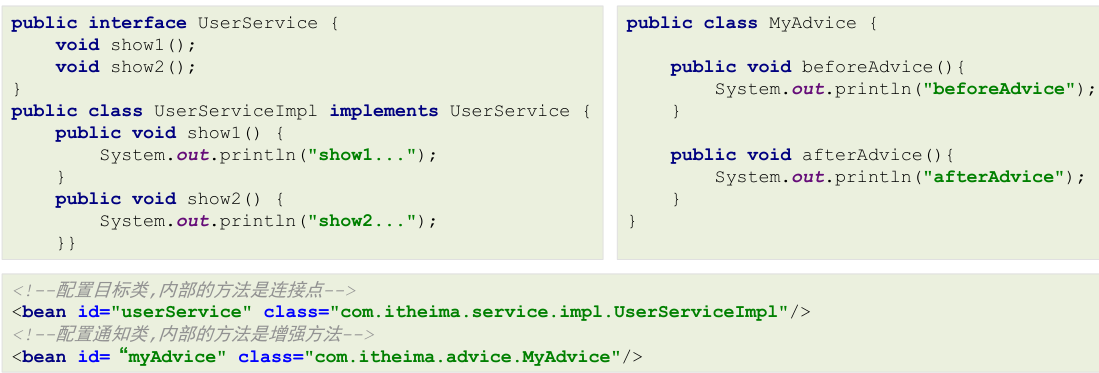 public interface UserService {
    void show1();
    void show2();
}
public class UserServiceImpl implements UserService {
    public void show1() {
        System.out.println("show1...");
    }
    public void show2() {
        System.out.println("show2...");
    }}
public class MyAdvice {
    public void beforeAdvice(){
        System.out.println("beforeAdvice");
    }
    public void afterAdvice(){
        System.out.println("afterAdvice");
    }
}
<!--配置目标类,内部的方法是连接点-->
<bean id="userService" class="com.itheima.service.impl.UserServiceImpl"/>
<!--配置通知类,内部的方法是增强方法-->
<bean id=“myAdvice" class="com.itheima.advice.MyAdvice"/>